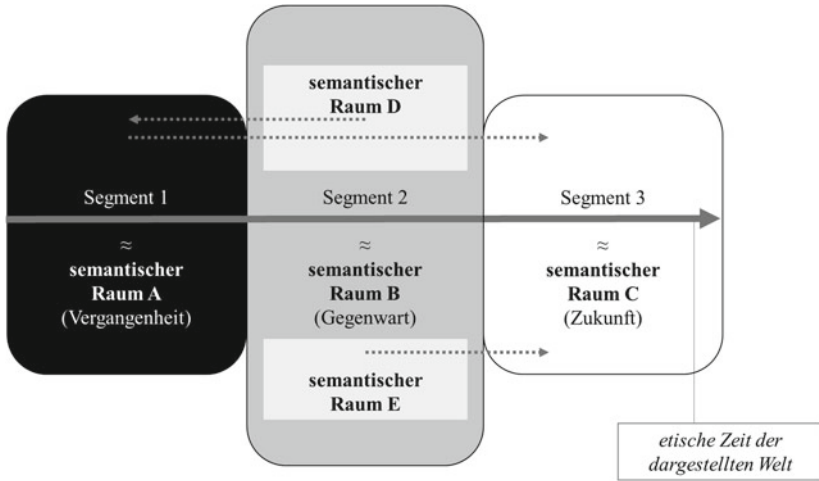 semantischer
Raum D
Segment 1
Segment 2
Segment 3
≈
semantischer
Raum A
(Vergangenheit)
≈
semantischer
Raum B
(Gegenwart)
≈
semantischer
Raum C
(Zukunft)
semantischer
Raum E
etische Zeit der
dargestellten Welt